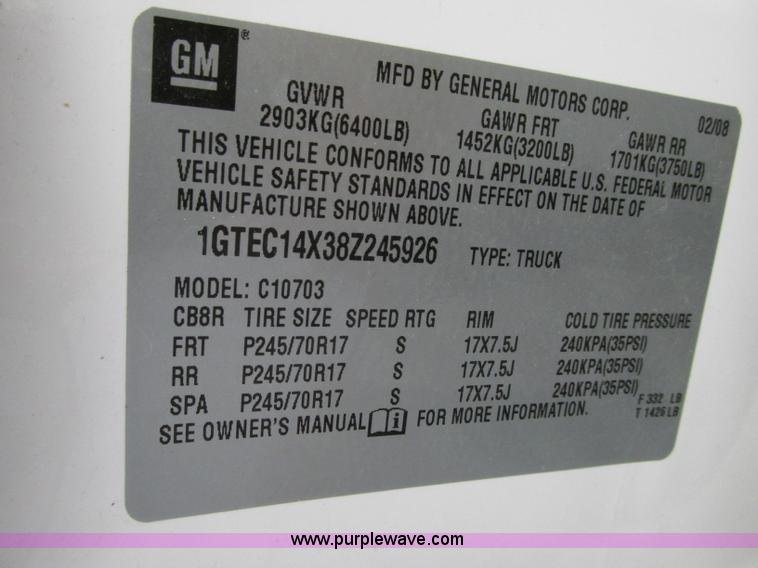 GM ®
MFD BY GENERAL MOTORS CORP. 02/08
GVWR GAWR FRT GAWR RR
2903KG(6400LB) 1452KG(3200LB) 1701KG(3750LB)
THIS VEHICLE CONFORMS TO ALL APPLICABLE U.S. FEDERAL MOTOR
VEHICLE SAFETY STANDARDS IN EFFECT ON THE DATE OF
MANUFACTURE SHOWN ABOVE.
1GTEC14X38Z245926 TYPE: TRUCK
MODEL: C10703
CB8R TIRE SIZE SPEED RTG RIM COLD TIRE PRESSURE
FRT P245/70R17 S 17X7.5J 240KPA(35PSI)
RR P245/70R17 S 17X7.5J 240KPA(35PSI)
SPA P245/70R17 S 17X7.5J 240KPA(35PSI) F 332 LB
T 1426 LB
SEE OWNER'S MANUAL i FOR MORE INFORMATION.
www.purplewave.com